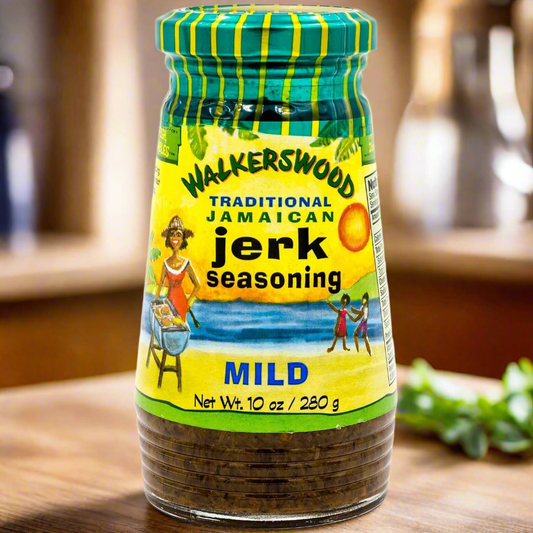 WALKERSWOOD
TRADITIONAL
JAMAICAN
jerk
seasoning
MILD
Net Wt. 10 oz / 280 g